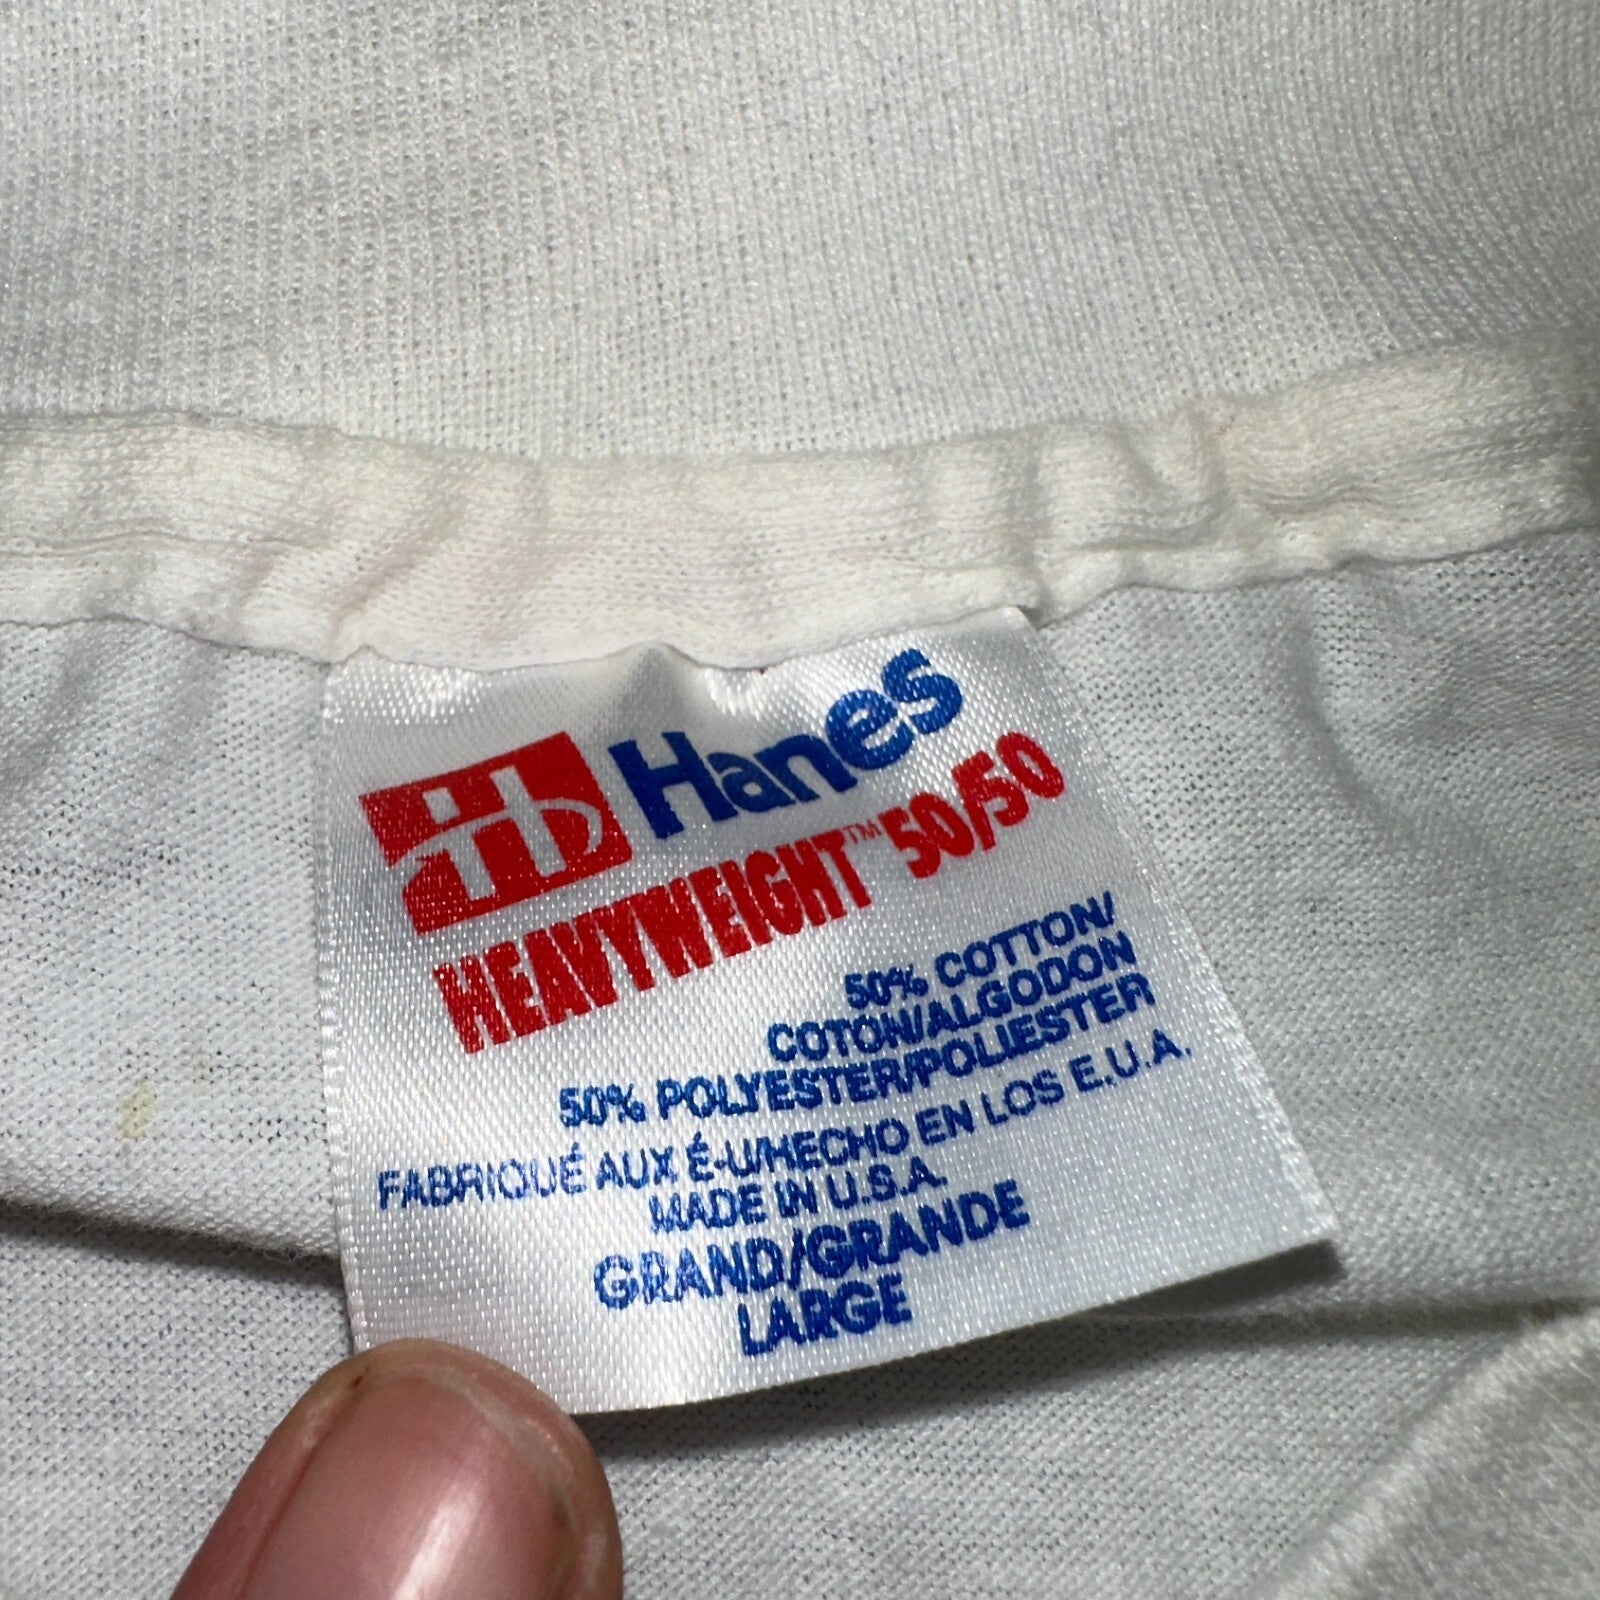 Hanes
HEAVYWEIGHT™ 50/50
50% COTTON/
COTON/ALGODON
50% POLYESTER/POLIESTER
FABRIQUÉ AUX É-U/HECHO EN LOS E.U.A.
MADE IN U.S.A.
GRAND/GRANDE
LARGE